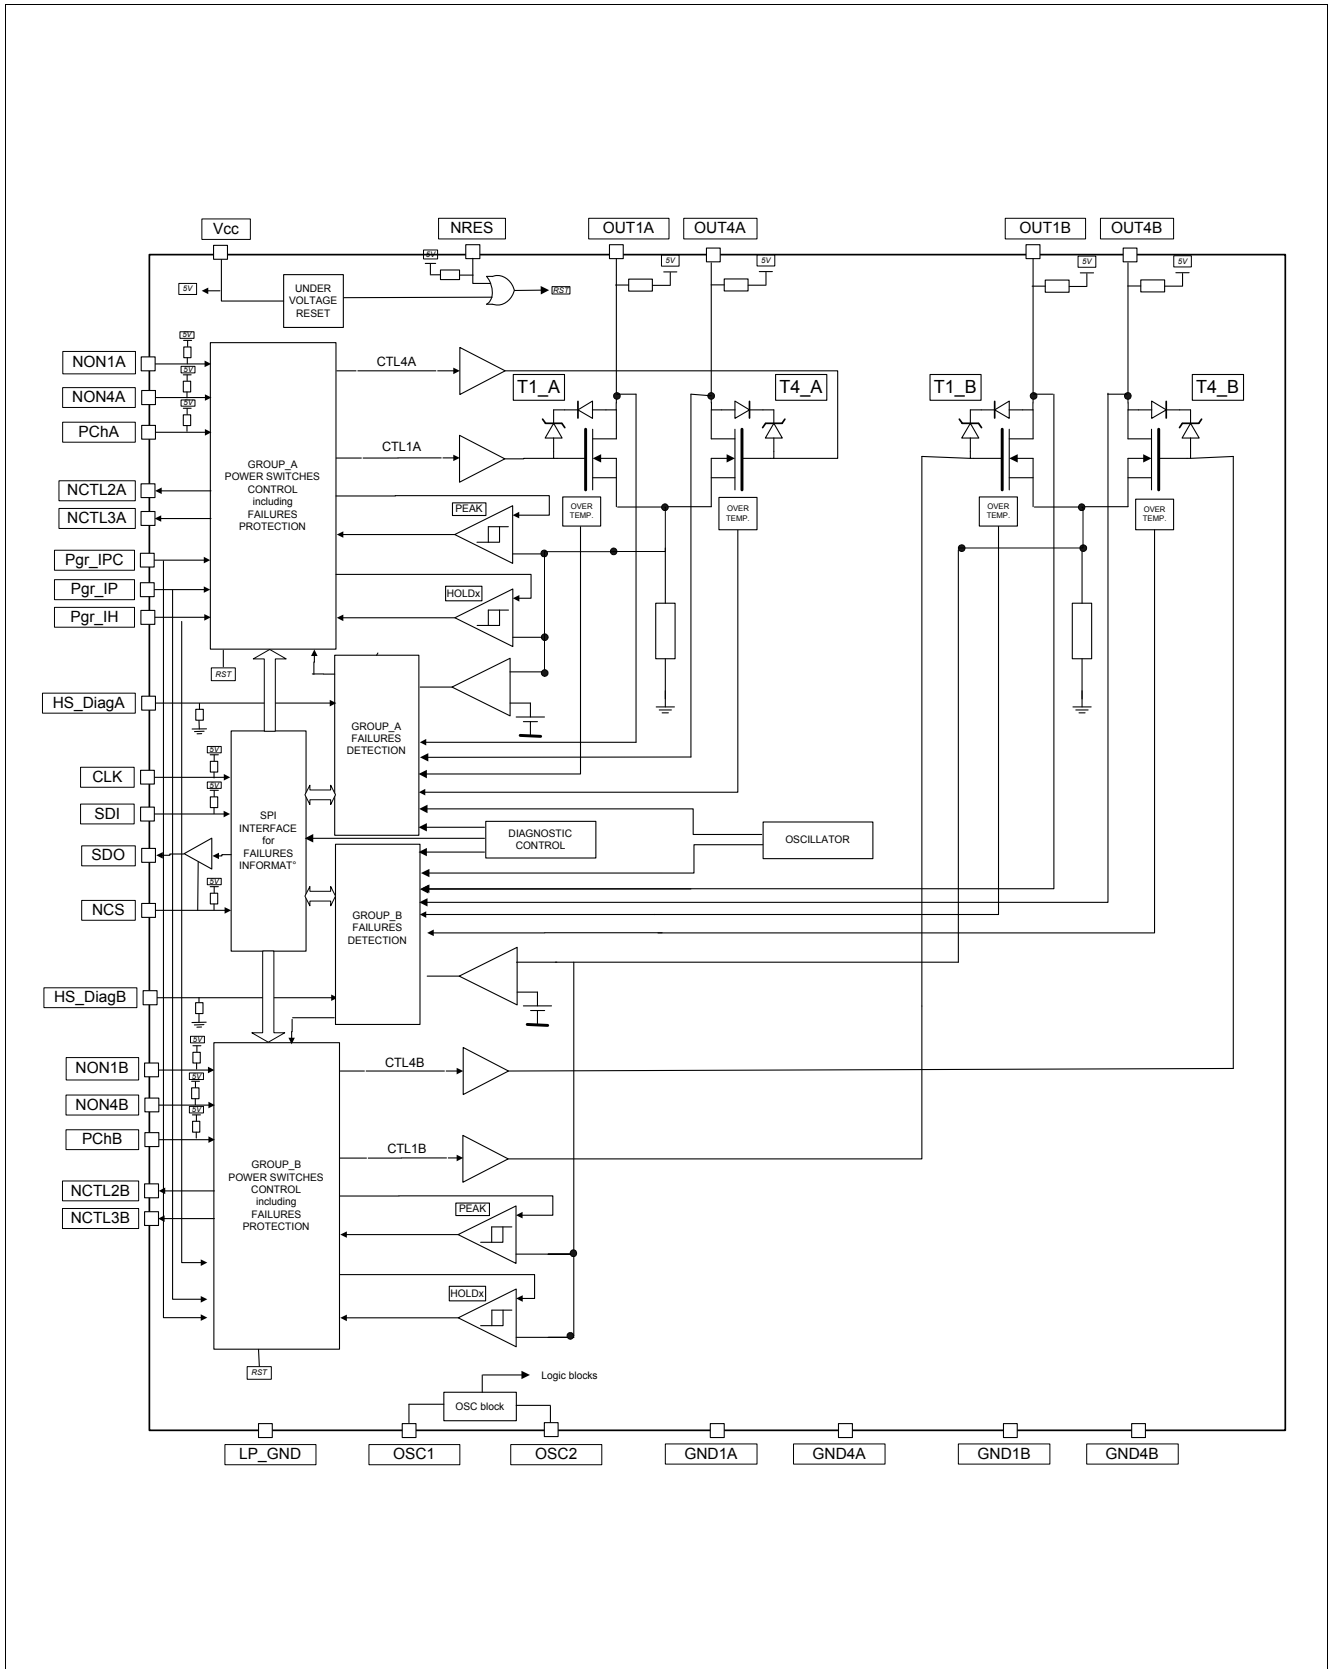 Vcc
NRES
OUT1A
OUT4A
OUT1B
OUT4B
5V
5V
5V
5V
5V
5V
UNDER
VOLTAGE
RESET
RST
NON1A
NON4A
PChA
5V
5V
5V
NCTL2A
NCTL3A
Pgr_IPC
Pgr_IP
Pgr_IH
GROUP_A
POWER SWITCHES
CONTROL
including
FAILURES
PROTECTION
CTL4A
CTL1A
T1_A
T4_A
T1_B
T4_B
PEAK
HOLDx
OVER
TEMP.
OVER
TEMP.
OVER
TEMP.
OVER
TEMP.
RST
HS_DiagA
GROUP_A
FAILURES
DETECTION
CLK
SDI
SDO
NCS
5V
5V
5V
SPI
INTERFACE
for
FAILURES
INFORMAT°
DIAGNOSTIC
CONTROL
OSCILLATOR
GROUP_B
FAILURES
DETECTION
HS_DiagB
NON1B
NON4B
PChB
5V
5V
5V
NCTL2B
NCTL3B
GROUP_B
POWER SWITCHES
CONTROL
including
FAILURES
PROTECTION
CTL4B
CTL1B
PEAK
HOLDx
RST
Logic blocks
OSC block
LP_GND
OSC1
OSC2
GND1A
GND4A
GND1B
GND4B